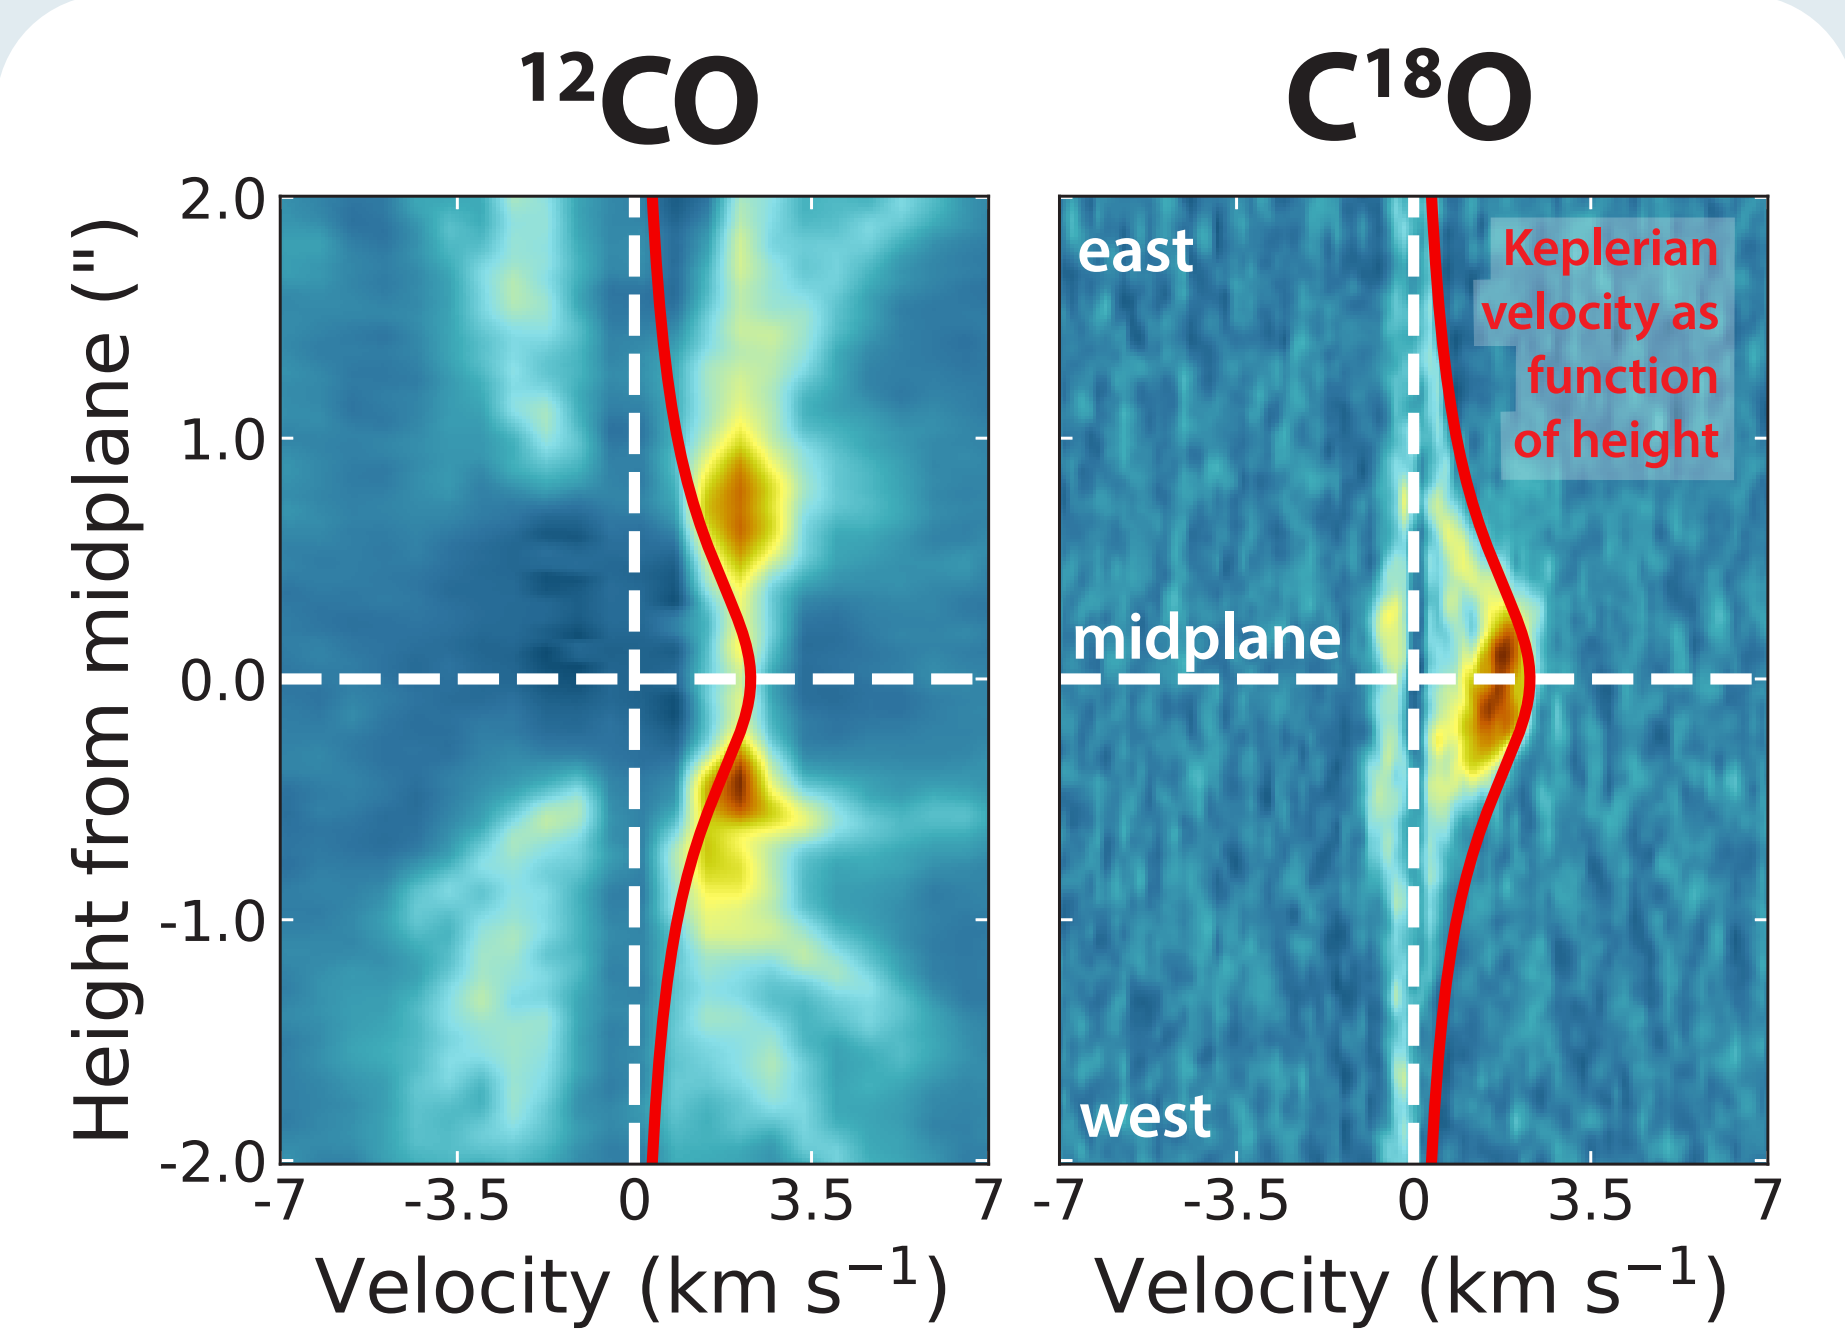 ¹²CO
C¹⁸O
Height from midplane (")
2.0
1.0
0.0
-1.0
-2.0
east
midplane
west
Keplerian
velocity as
function
of height
-7 -3.5 0 3.5 7
-7 -3.5 0 3.5 7
Velocity (km s⁻¹)
Velocity (km s⁻¹)